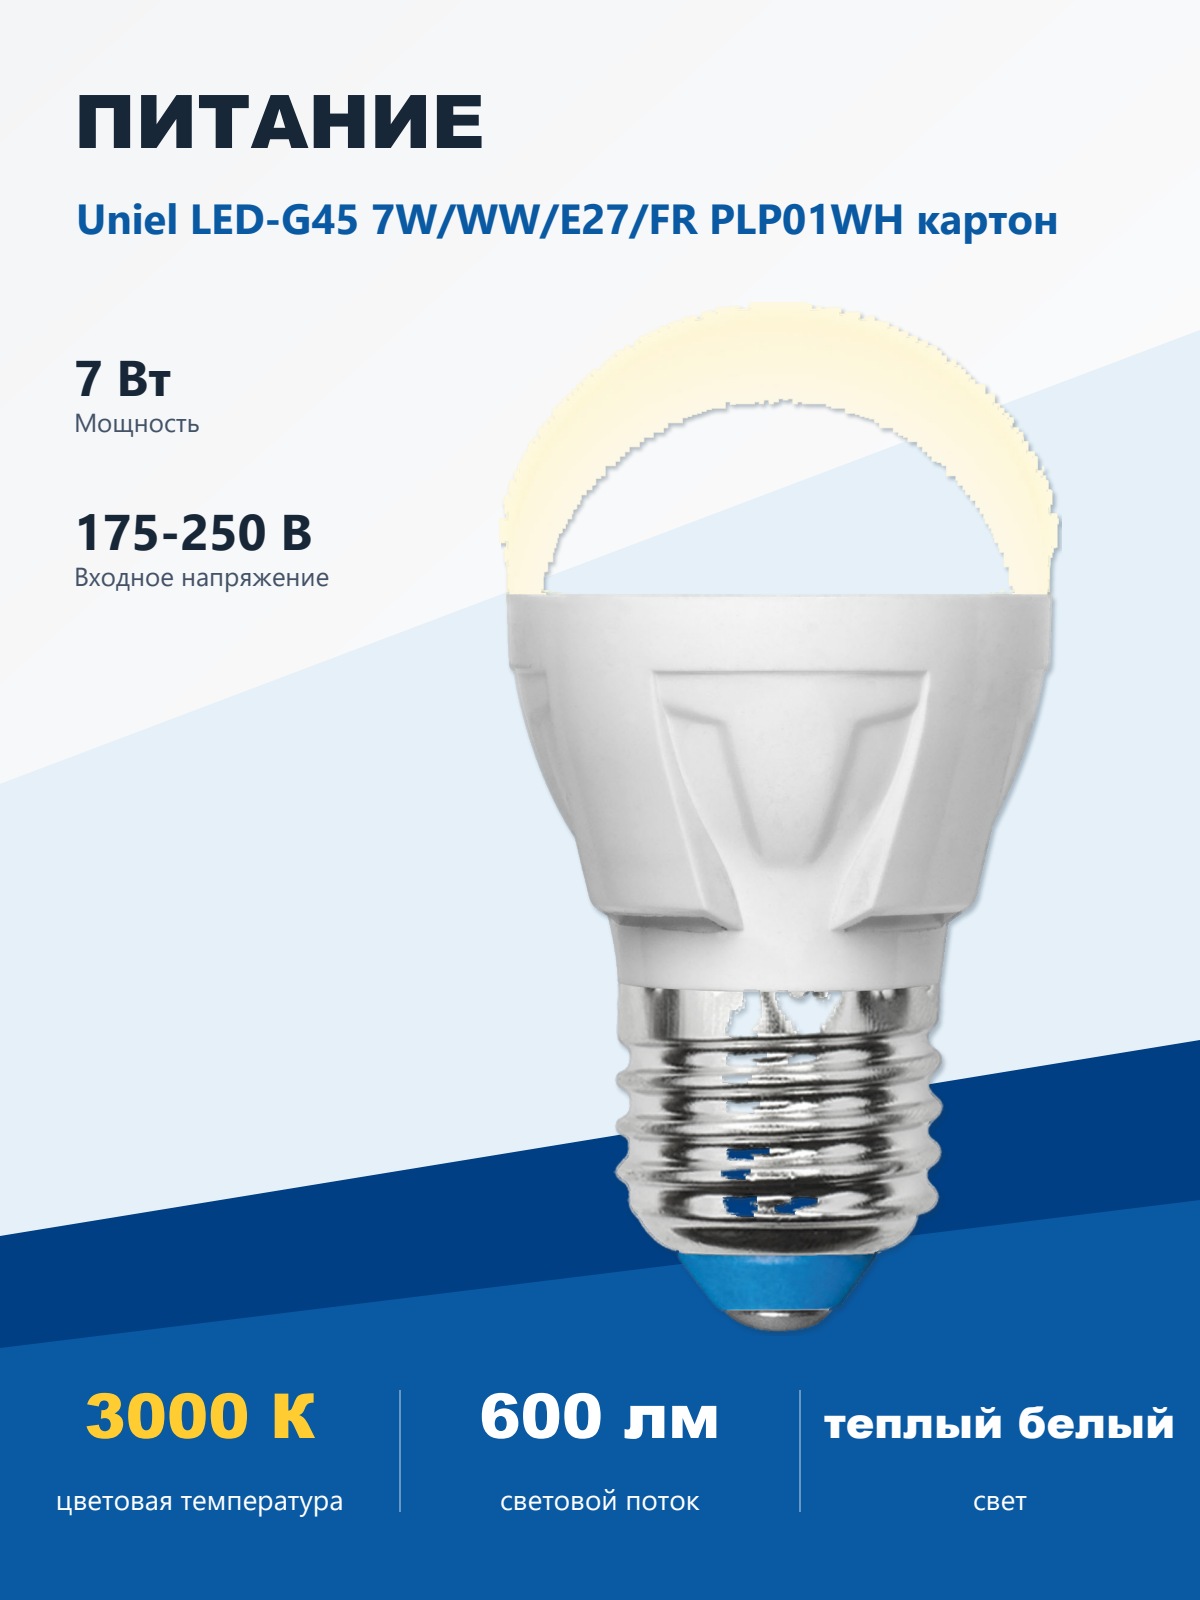 ПИТАНИЕ
Uniel LED-G45 7W/WW/E27/FR PLP01WH картон
7 Вт
Мощность
175-250 В
Входное напряжение
3000 К
цветовая температура
600 лм
световой поток
теплый белый
свет